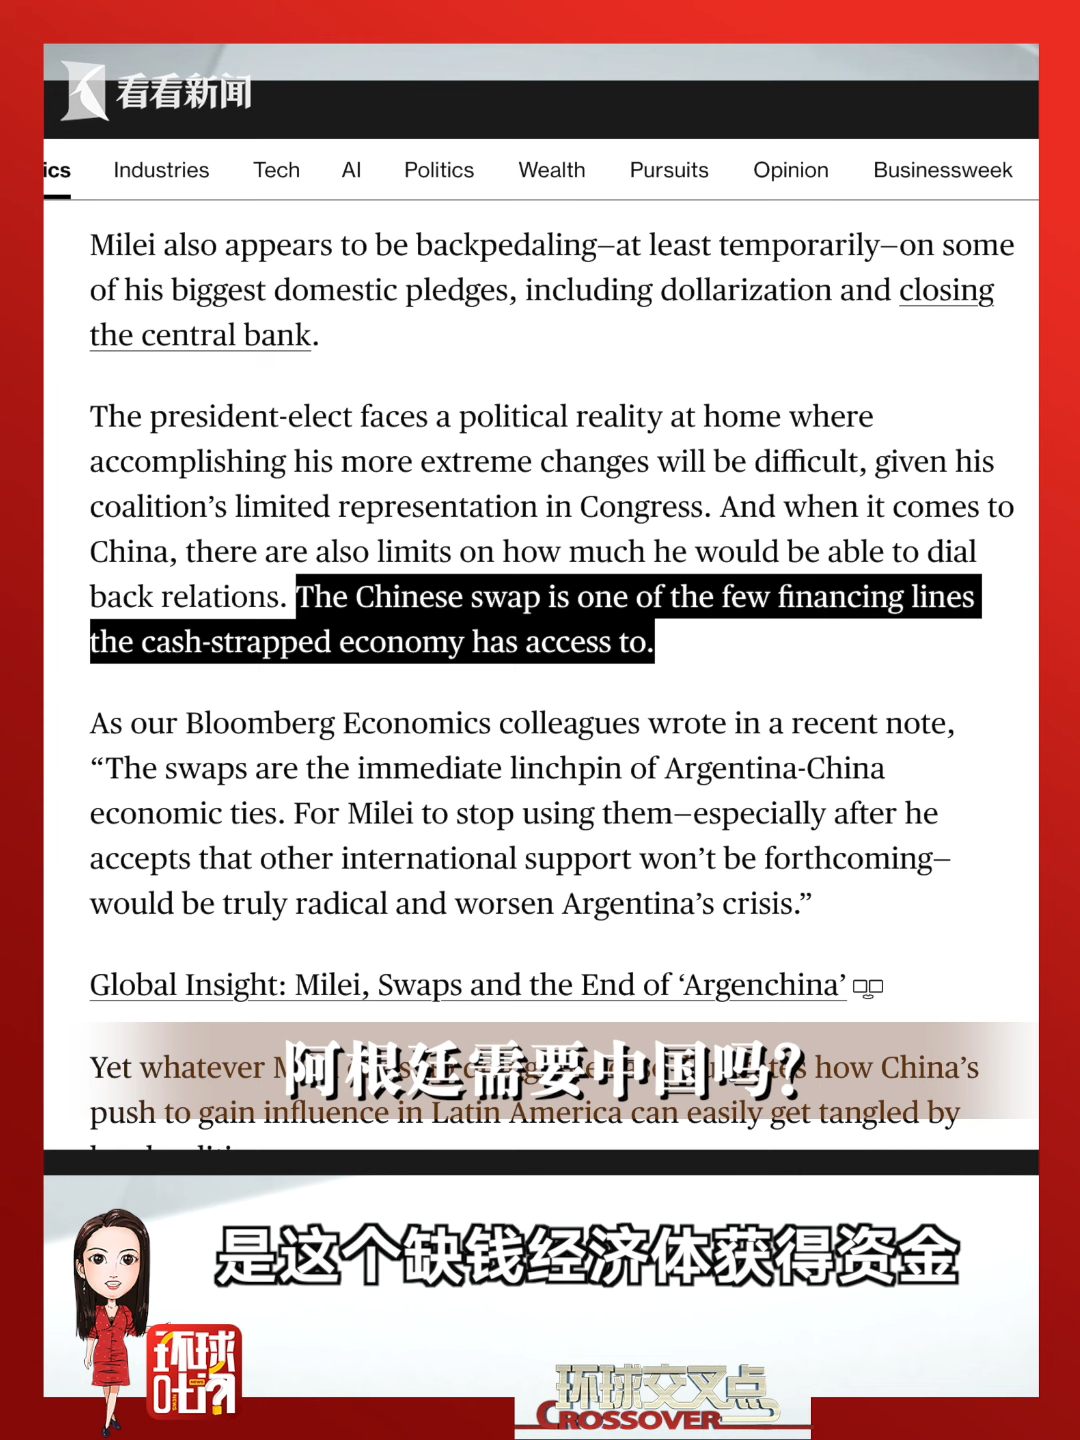 看看新闻
ics Industries Tech AI Politics Wealth Pursuits Opinion Businessweek
Milei also appears to be backpedaling—at least temporarily—on some
of his biggest domestic pledges, including dollarization and closing
the central bank.
The president-elect faces a political reality at home where
accomplishing his more extreme changes will be difficult, given his
coalition’s limited representation in Congress. And when it comes to
China, there are also limits on how much he would be able to dial
back relations. The Chinese swap is one of the few financing lines
the cash-strapped economy has access to.
As our Bloomberg Economics colleagues wrote in a recent note,
“The swaps are the immediate linchpin of Argentina-China
economic ties. For Milei to stop using them—especially after he
accepts that other international support won’t be forthcoming—
would be truly radical and worsen Argentina’s crisis.”
Global Insight: Milei, Swaps and the End of ‘Argenchina’
Yet whatever how China’s
阿根廷需要中国吗?
push to gain influence in Latin America can easily get tangled by
是这个缺钱经济体获得资金
环球
吐槽?
NEWS
环球交叉点
CROSSOVER